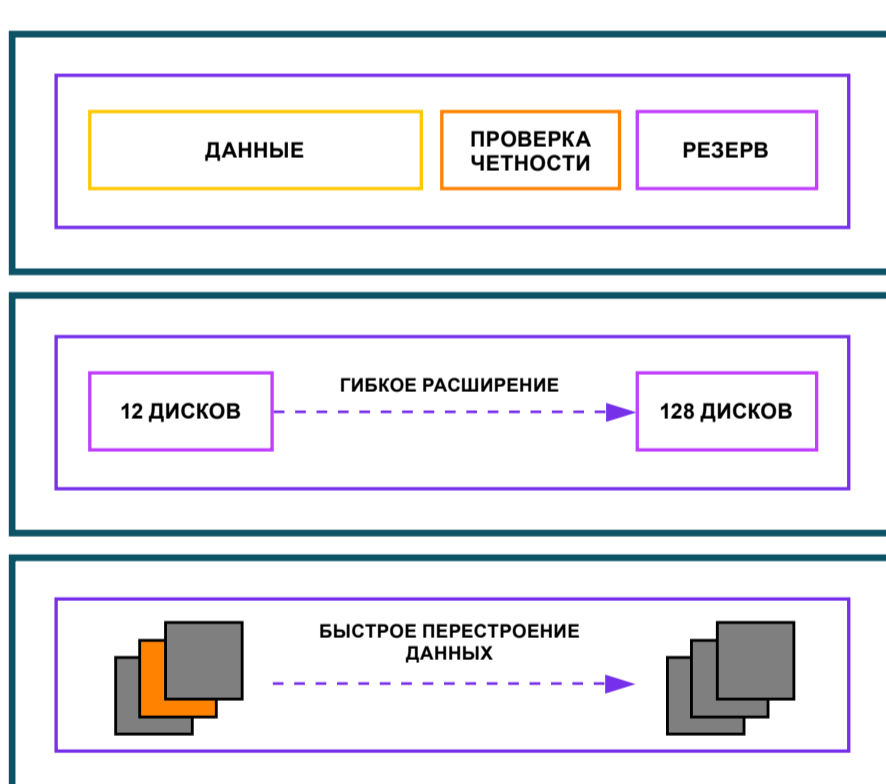 ДАННЫЕ
ПРОВЕРКА
ЧЕТНОСТИ
РЕЗЕРВ
12 ДИСКОВ
ГИБКОЕ РАСШИРЕНИЕ
128 ДИСКОВ
БЫСТРОЕ ПЕРЕСТРОЕНИЕ
ДАННЫХ